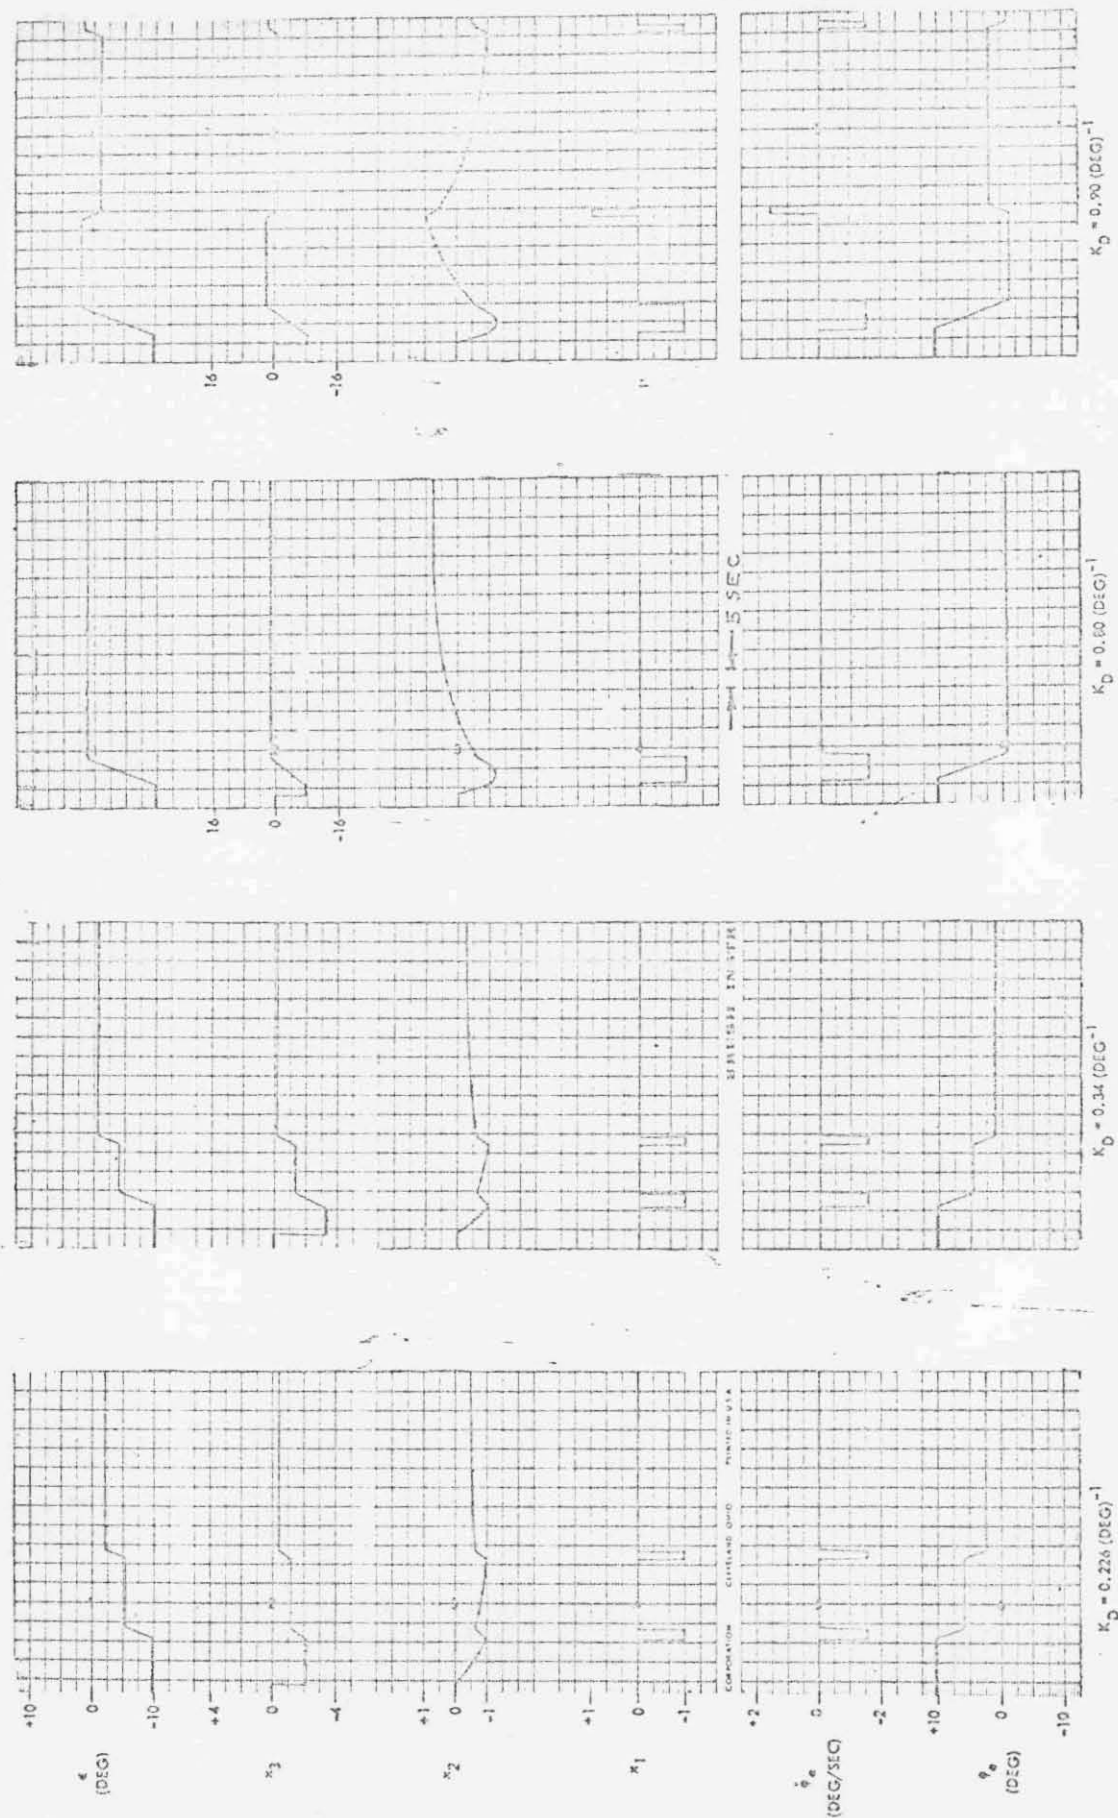 +10
0
-10
ε
(DEG)
+4
0
-4
x3
+1
0
-1
x2
+1
0
-1
x1
+2
0
-2
φ̇e
(DEG/SEC)
+10
0
-10
φe
(DEG)
CORPORATION CLEVELAND OHIO PRINTED IN U S A
KD = 0.226 (DEG)⁻¹
KD = 0.34 (DEG⁻¹
16
0
-16
5 SEC
KD = 0.80 (DEG)⁻¹
16
0
-16
KD = 0.90 (DEG)⁻¹